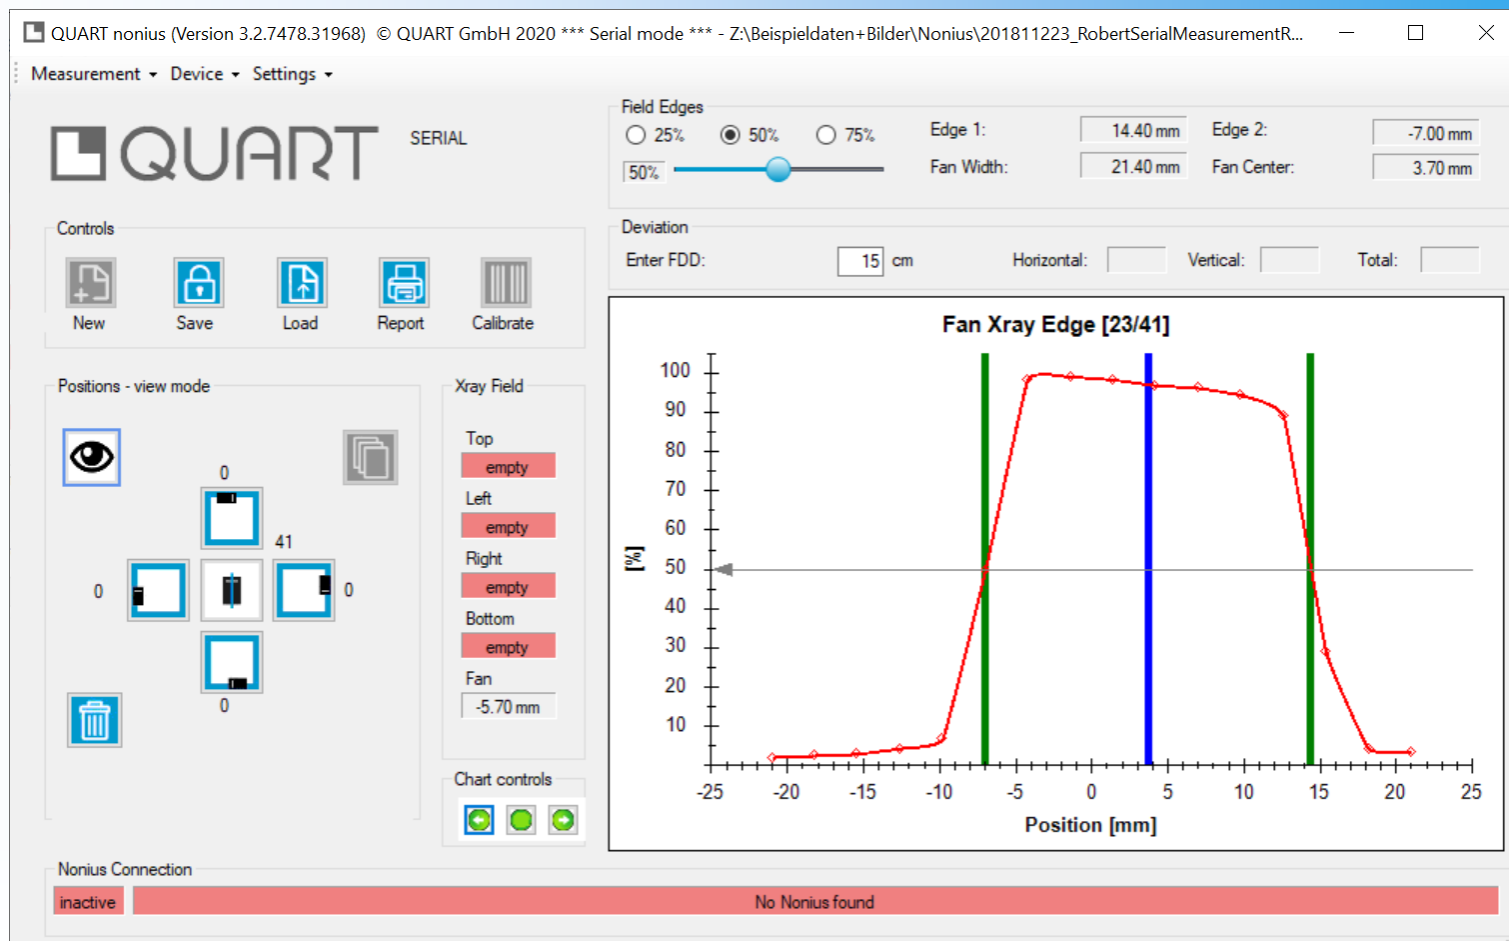 QUART nonius (Version 3.2.7478.31968) © QUART GmbH 2020 *** Serial mode *** - Z:\Beispieldaten+Bilder\Nonius\201811223_RobertSerialMeasurementR...
Measurement Device Settings
QUART SERIAL
Field Edges
25% 50% 75%
50%
Edge 1: 14.40 mm Edge 2: -7.00 mm
Fan Width: 21.40 mm Fan Center: 3.70 mm
Controls
New Save Load Report Calibrate
Deviation
Enter FDD: 15 cm Horizontal: Vertical: Total:
Positions - view mode
0
41
0
0
0
Xray Field
Top
empty
Left
empty
Right
empty
Bottom
empty
Fan
-5.70 mm
Chart controls
Fan Xray Edge [23/41]
[%]
100
90
80
70
60
50
40
30
20
10
-25 -20 -15 -10 -5 0 5 10 15 20 25
Position [mm]
Nonius Connection
inactive No Nonius found